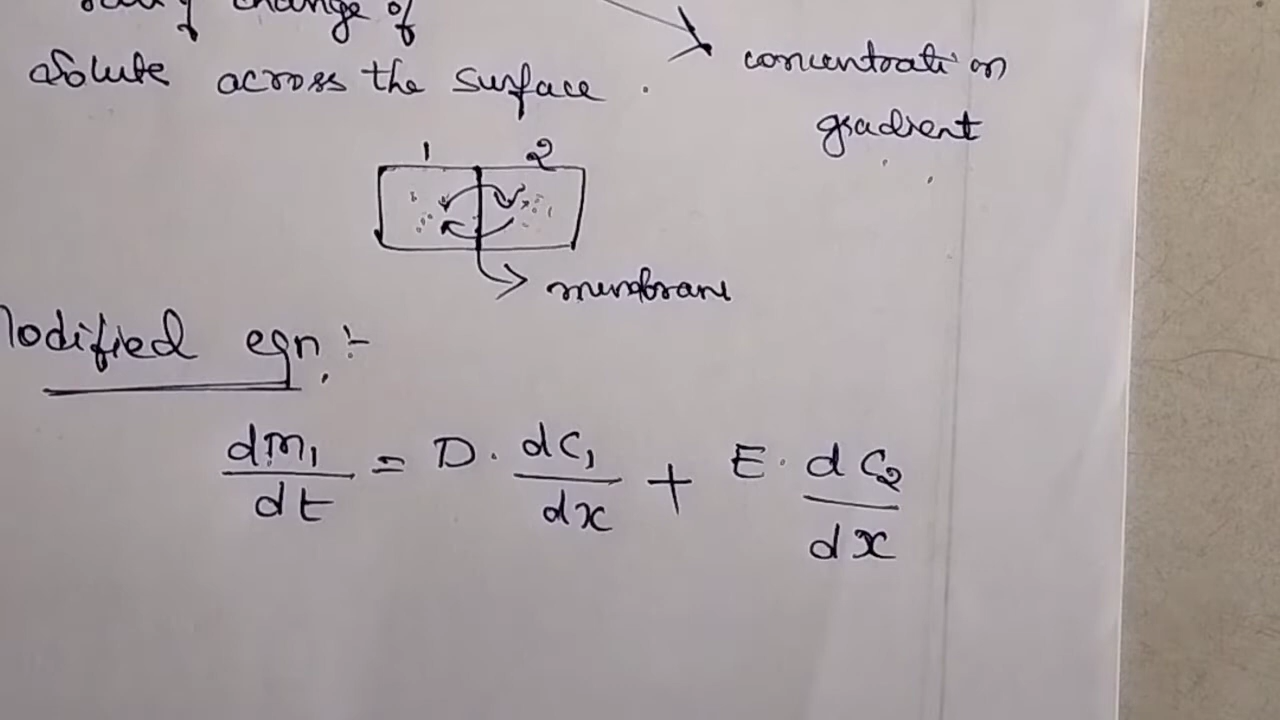 change of
solute across the surface .
concentration
gradient
1 2
membrane
Modified eqn :-
dm₁/dt = D · dC₁/dx + E · dC₂/dx